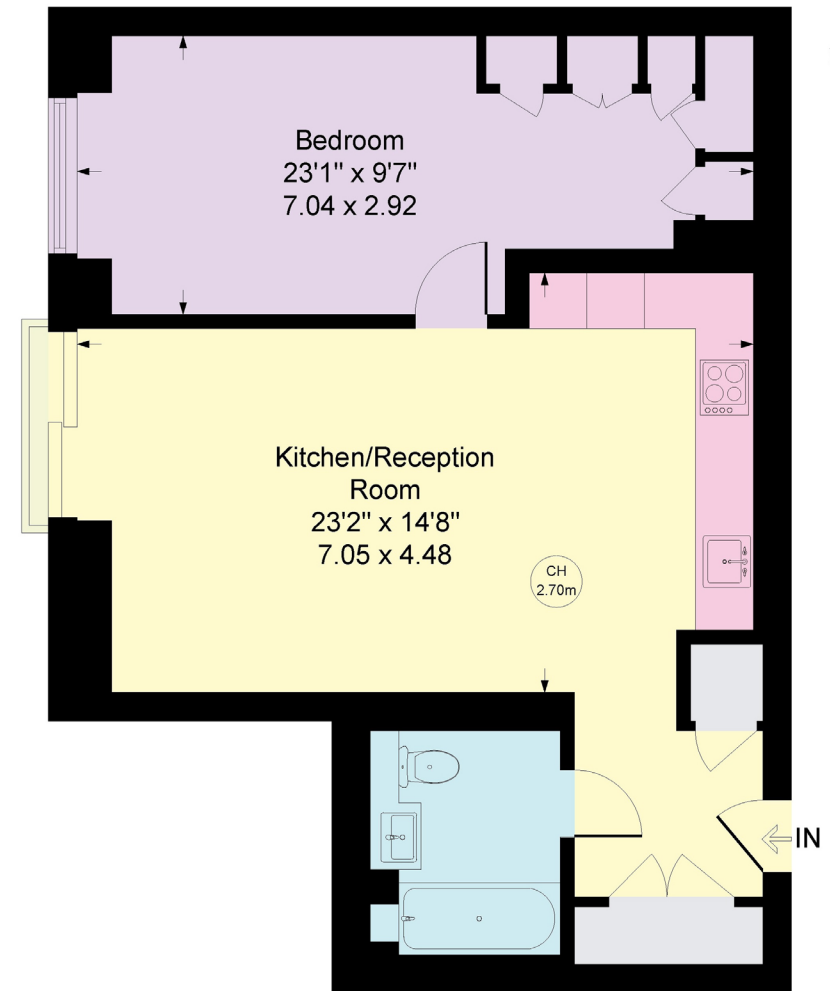 Bedroom
23'1" x 9'7"
7.04 x 2.92
Kitchen/Reception
Room
23'2" x 14'8"
7.05 x 4.48
CH
2.70m
IN